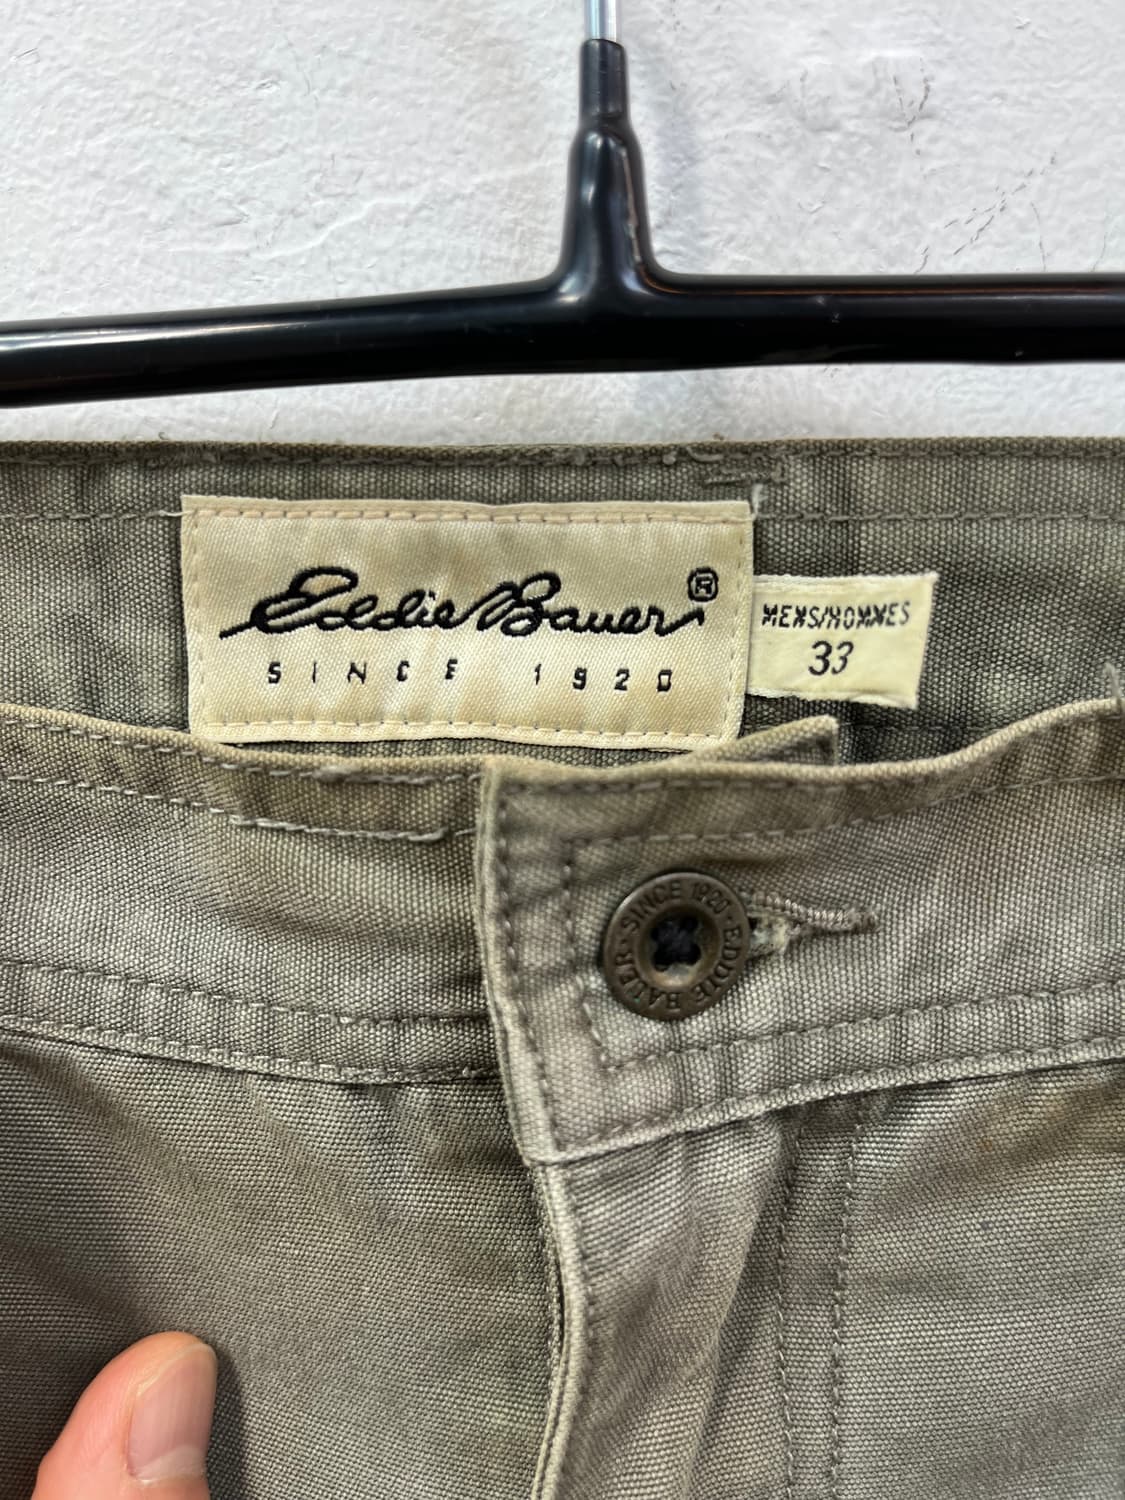 Eddie Bauer®
SINCE 1920
MENS/HOMMES
33
SINCE 1920 · EDDIE BAUER ·